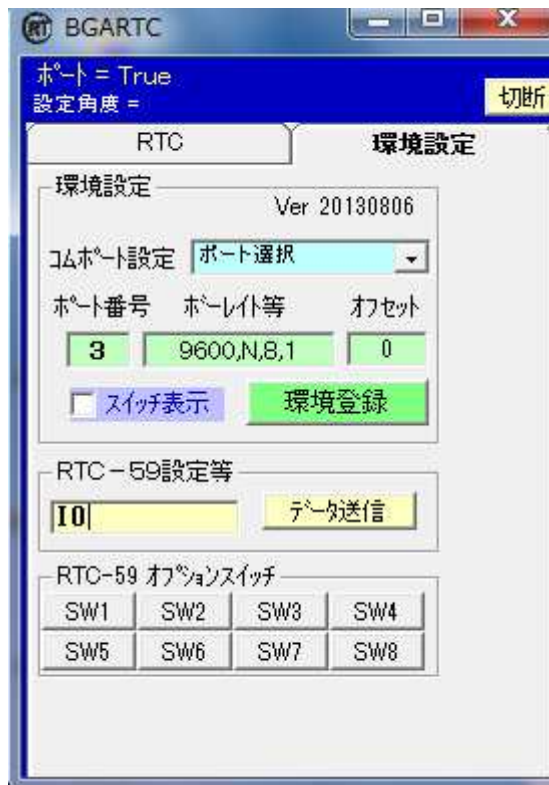 BGARTC
ﾎﾟｰﾄ = True
設定角度 =
切断
RTC 環境設定
環境設定
Ver 20130806
ｺﾑﾎﾟｰﾄ設定 ﾎﾟｰﾄ選択
ﾎﾟｰﾄ番号 ﾎﾞｰﾚｲﾄ等 ｵﾌｾｯﾄ
3 9600,N,8,1 0
ｽｲｯﾁ表示 環境登録
RTC－59設定等
IO ﾃﾞｰﾀ送信
RTC-59 ｵﾌﾟｼｮﾝｽｲｯﾁ
SW1 SW2 SW3 SW4
SW5 SW6 SW7 SW8